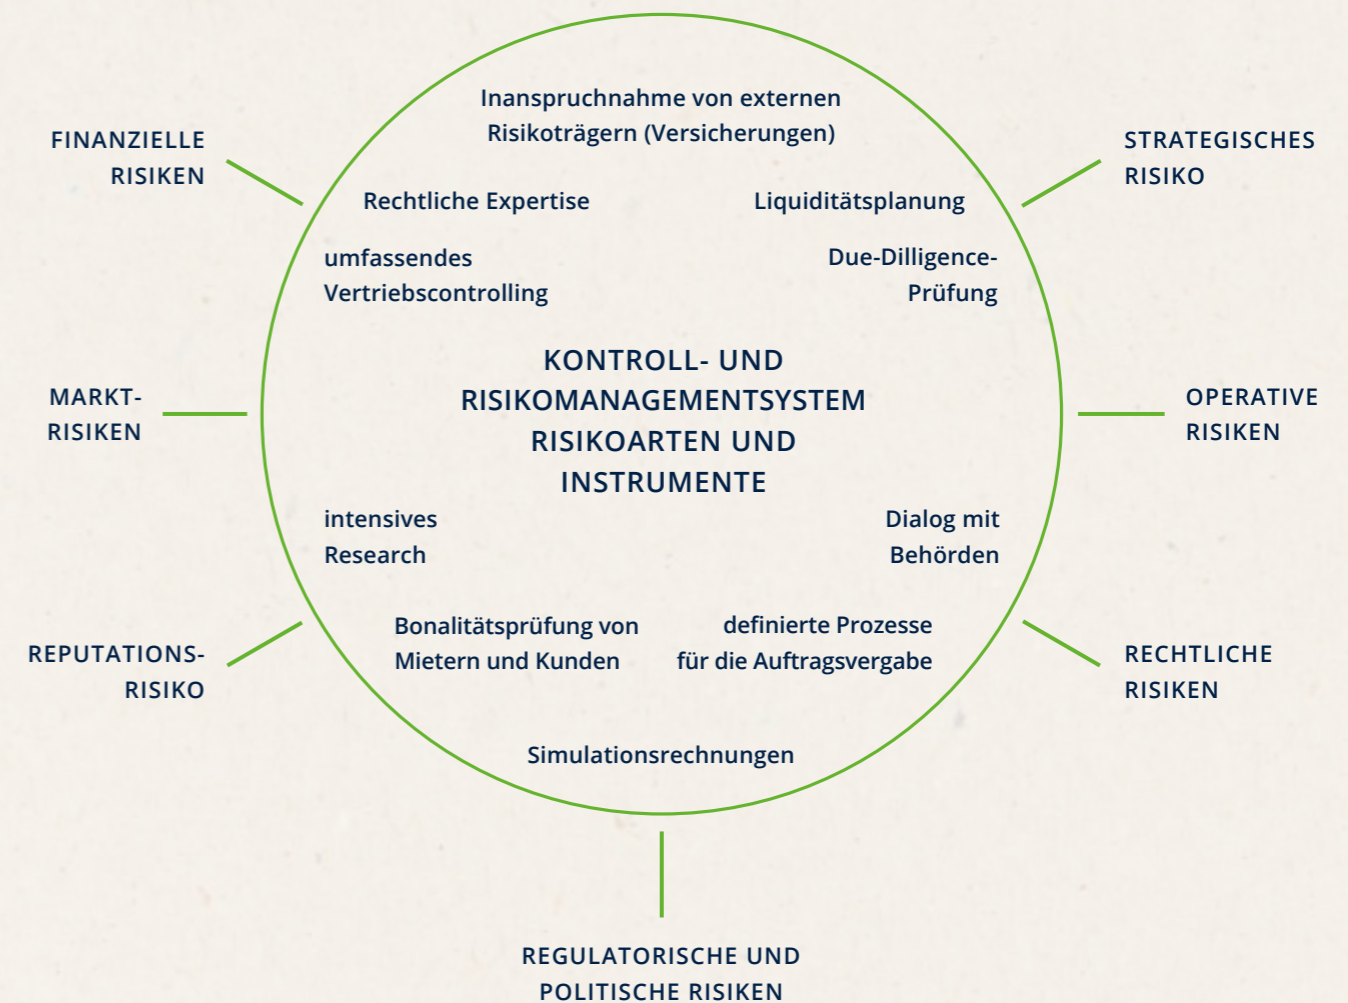 Inanspruchnahme von externen
Risikoträgern (Versicherungen)
FINANZIELLE
RISIKEN
STRATEGISCHES
RISIKO
Rechtliche Expertise
Liquiditätsplanung
umfassendes
Vertriebscontrolling
Due-Dilligence-
Prüfung
KONTROLL- UND
RISIKOMANAGEMENTSYSTEM
RISIKOARTEN UND
INSTRUMENTE
MARKT-
RISIKEN
OPERATIVE
RISIKEN
intensives
Research
Dialog mit
Behörden
Bonalitätsprüfung von
Mietern und Kunden
definierte Prozesse
für die Auftragsvergabe
REPUTATIONS-
RISIKO
RECHTLICHE
RISIKEN
Simulationsrechnungen
REGULATORISCHE UND
POLITISCHE RISIKEN